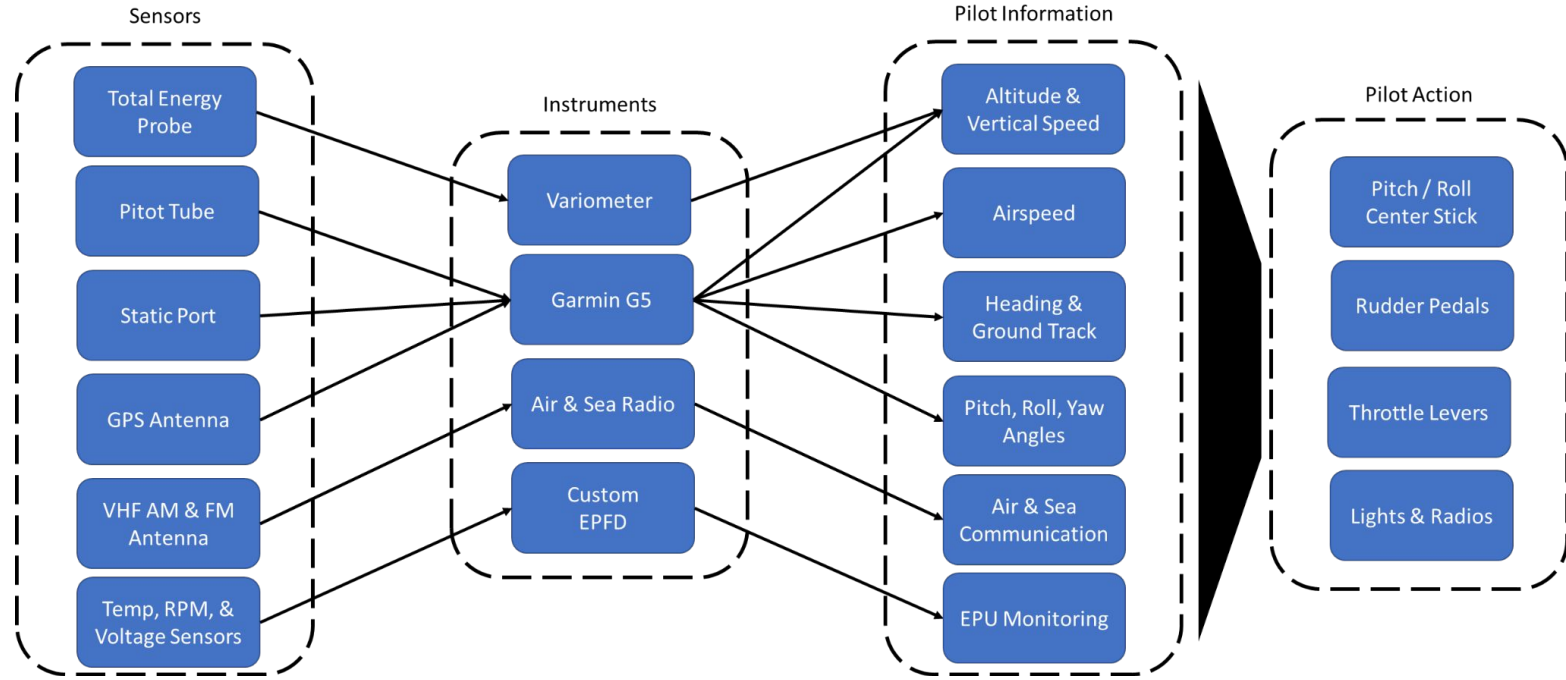 Sensors
Total Energy
Probe
Pitot Tube
Static Port
GPS Antenna
VHF AM & FM
Antenna
Temp, RPM, &
Voltage Sensors
Instruments
Variometer
Garmin G5
Air & Sea Radio
Custom
EPFD
Pilot Information
Altitude &
Vertical Speed
Airspeed
Heading &
Ground Track
Pitch, Roll, Yaw
Angles
Air & Sea
Communication
EPU Monitoring
Pilot Action
Pitch / Roll
Center Stick
Rudder Pedals
Throttle Levers
Lights & Radios